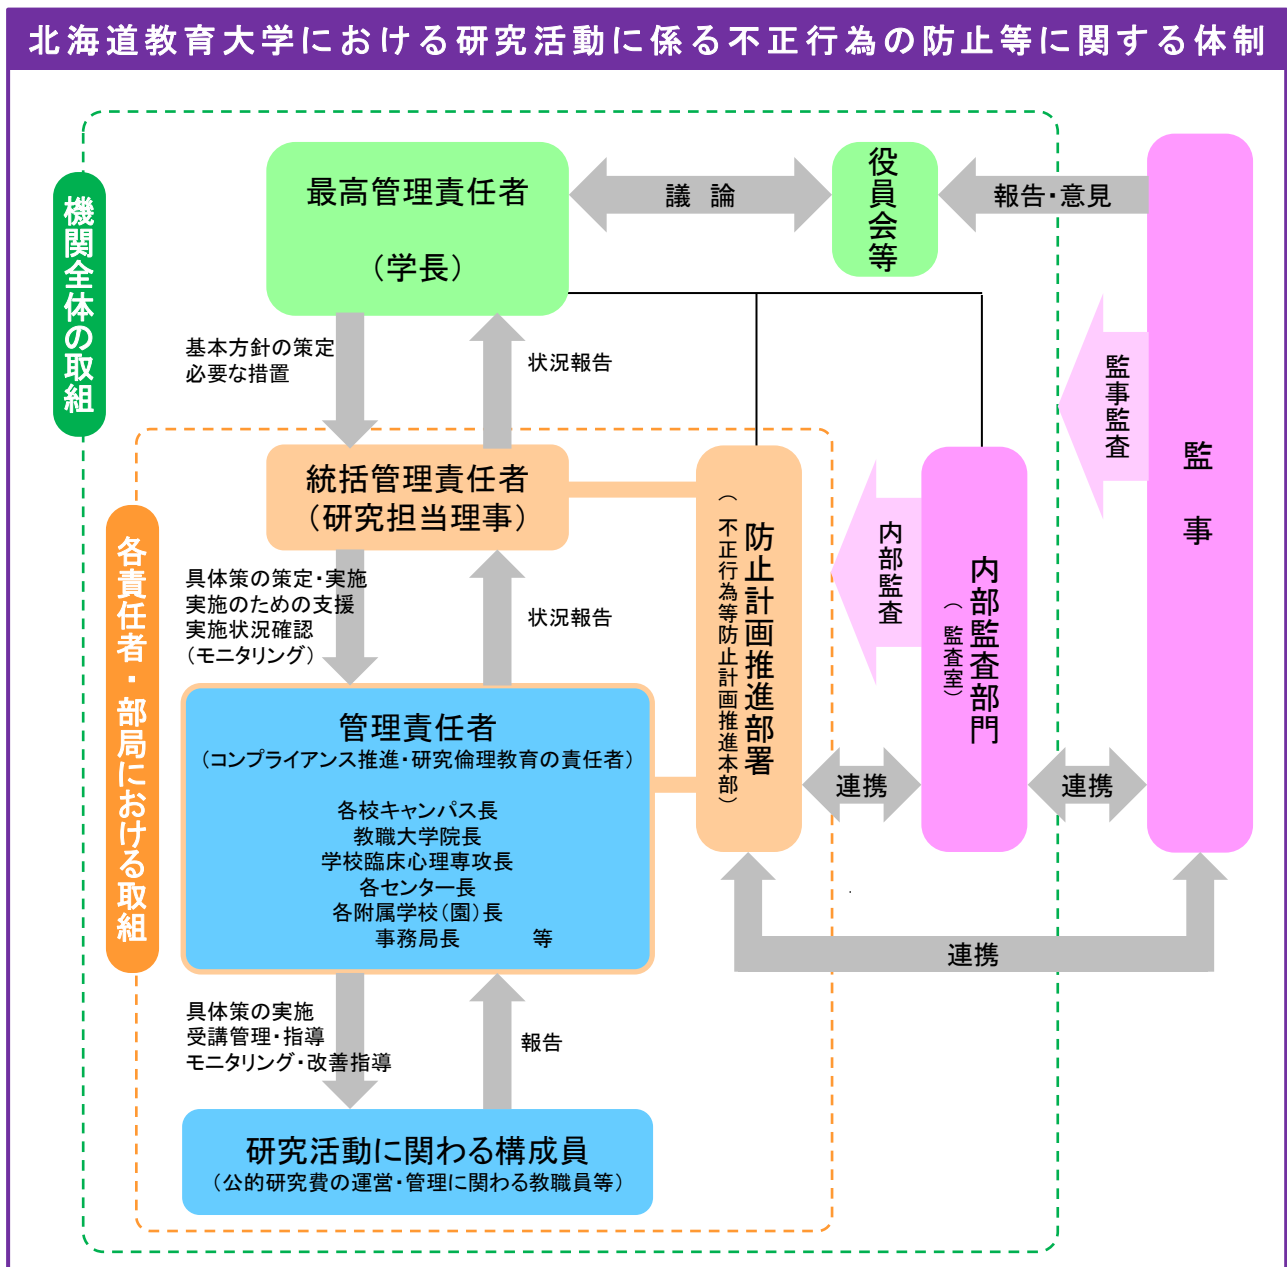 北海道教育大学における研究活動に係る不正行為の防止等に関する体制
機関全体の取組
最高管理責任者
（学長）
議　論
役員会等
報告・意見
監　事
監事監査
基本方針の策定
必要な措置
状況報告
各責任者・部局における取組
統括管理責任者
（研究担当理事）
防止計画推進部署
（不正行為等防止計画推進本部）
内部監査
内部監査部門
（監査室）
具体策の策定・実施
実施のための支援
実施状況確認
（モニタリング）
状況報告
管理責任者
（コンプライアンス推進・研究倫理教育の責任者）
各校キャンパス長
教職大学院長
学校臨床心理専攻長
各センター長
各附属学校（園）長
事務局長　　　等
連携
連携
連携
具体策の実施
受講管理・指導
モニタリング・改善指導
報告
研究活動に関わる構成員
（公的研究費の運営・管理に関わる教職員等）